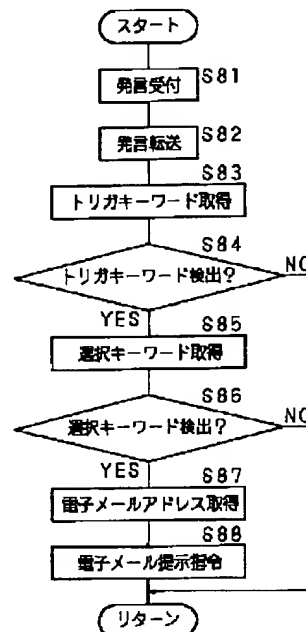 スタート
発言受付 S81
発言転送 S82
S83
トリガキーワード取得
S84
トリガキーワード検出? NO
YES S85
選択キーワード取得
S86
選択キーワード検出? NO
YES S87
電子メールアドレス取得
S88
電子メール提示指令
リターン